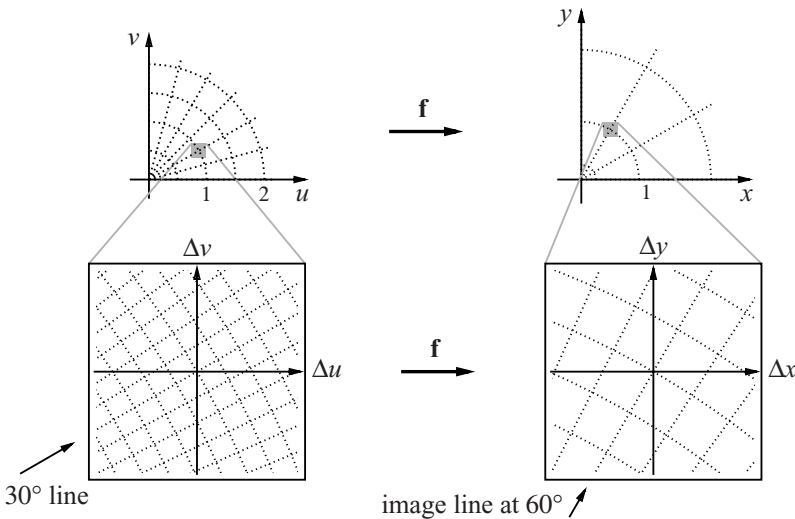 v
y
f
1
2
u
1
x
Δv
Δy
f
Δu
Δx
30° line
image line at 60°